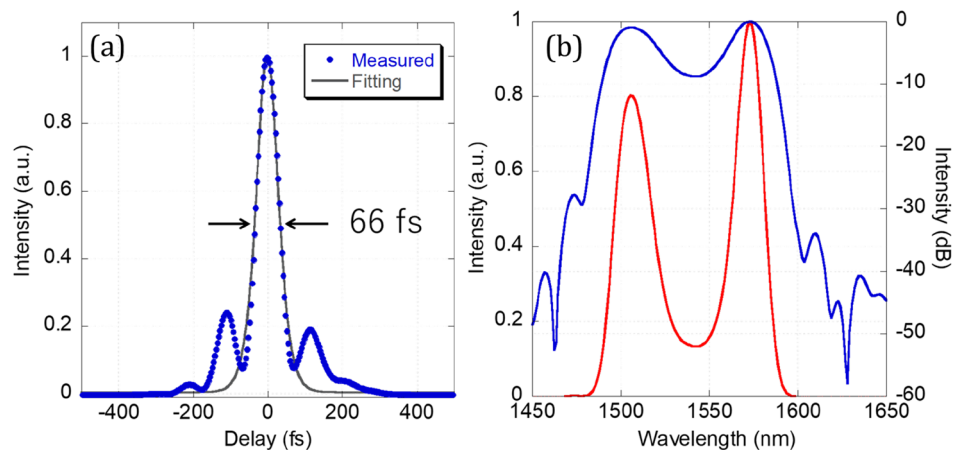 (a)
Measured
Fitting
66 fs
Intensity (a.u.)
1
0.8
0.6
0.4
0.2
0
-400
-200
0
200
400
Delay (fs)
(b)
Intensity (a.u.)
1
0.8
0.6
0.4
0.2
0
1450
1500
1550
1600
1650
Wavelength (nm)
0
-10
-20
-30
-40
-50
-60
Intensity (dB)